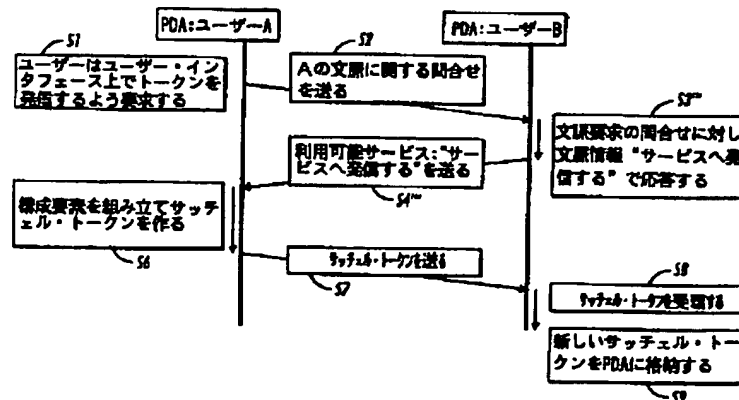 PDA:ユーザーA
PDA:ユーザーB
S1
ユーザーはユーザー・イン
タフェース上でトークンを
発信するよう要求する
S2
Aの文脈に関する問合せ
を送る
S3""
文脈要求の問合せに対し
文脈情報 "サービスへ発
信する" で応答する
利用可能サービス:"サー
ビスへ発信する"を送る
S4""
構成要素を組み立てサッ
チェル・トークンを作る
S6
サッチェル・トークンを送る
S7
S8
サッチェル・トークンを受理する
新しいサッチェル・トー
クンをPDAに格納する
S9